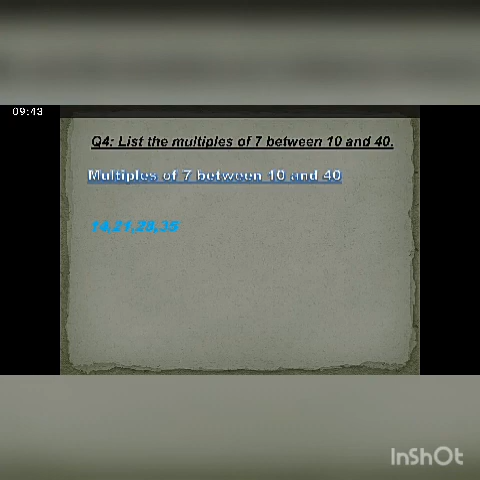 09:43
Q4: List the multiples of 7 between 10 and 40.
Multiples of 7 between 10 and 40
14,21,28,35
InShOt